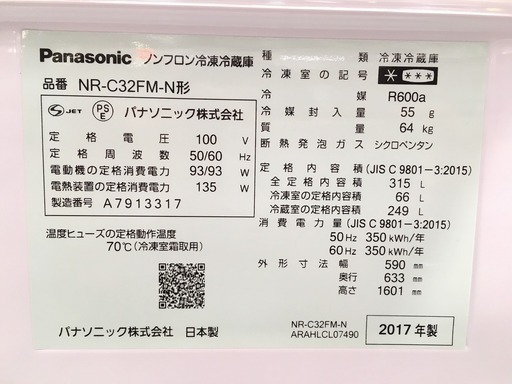 Panasonic ノンフロン冷凍冷蔵庫
品番 NR-C32FM-N形
S JET PS E パナソニック株式会社
定格電圧 100 V
定格周波数 50/60 Hz
電動機の定格消費電力 93/93 W
電熱装置の定格消費電力 135 W
製造番号 A7913317
温度ヒューズの定格動作温度
70℃(冷凍室霜取用)
パナソニック株式会社 日本製
種類 冷凍冷蔵庫
冷凍室の記号 ****
冷媒 R600a
冷媒封入量 55 g
質量 64 kg
断熱発泡ガス シクロペンタン
定格内容積 (JIS C 9801-3:2015)
全定格内容積 315 L
冷凍室の定格内容積 66 L
冷蔵室の定格内容積 249 L
消費電力量 (JIS C 9801-3:2015)
50 Hz 350 kWh/年
60 Hz 350 kWh/年
外形寸法 幅 590 mm
奥行 633 mm
高さ 1601 mm
NR-C32FM-N
ARAHLCL07490
2017年製